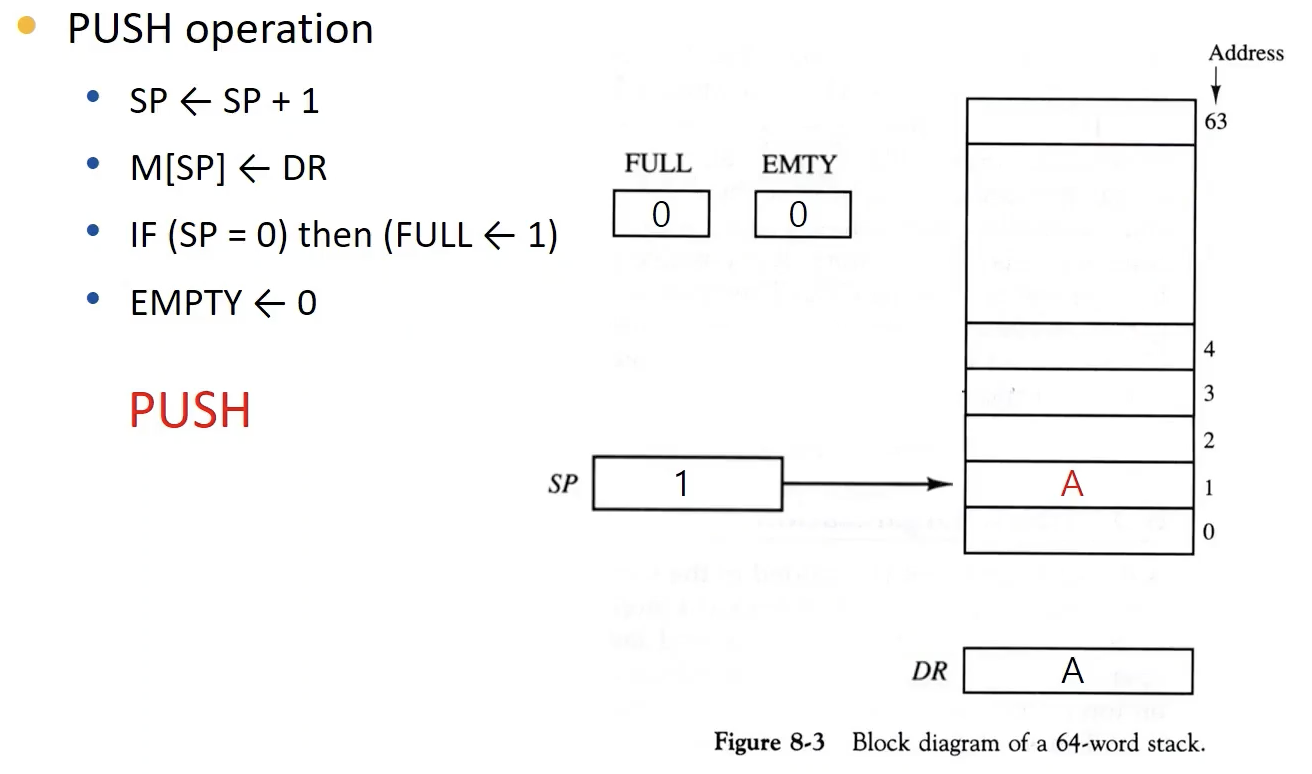 PUSH operation
SP ← SP + 1
M[SP] ← DR
IF (SP = 0) then (FULL ← 1)
EMPTY ← 0
PUSH
Address
63
FULL EMTY
0 0
4
3
2
SP 1 A 1
0
DR A
Figure 8-3 Block diagram of a 64-word stack.